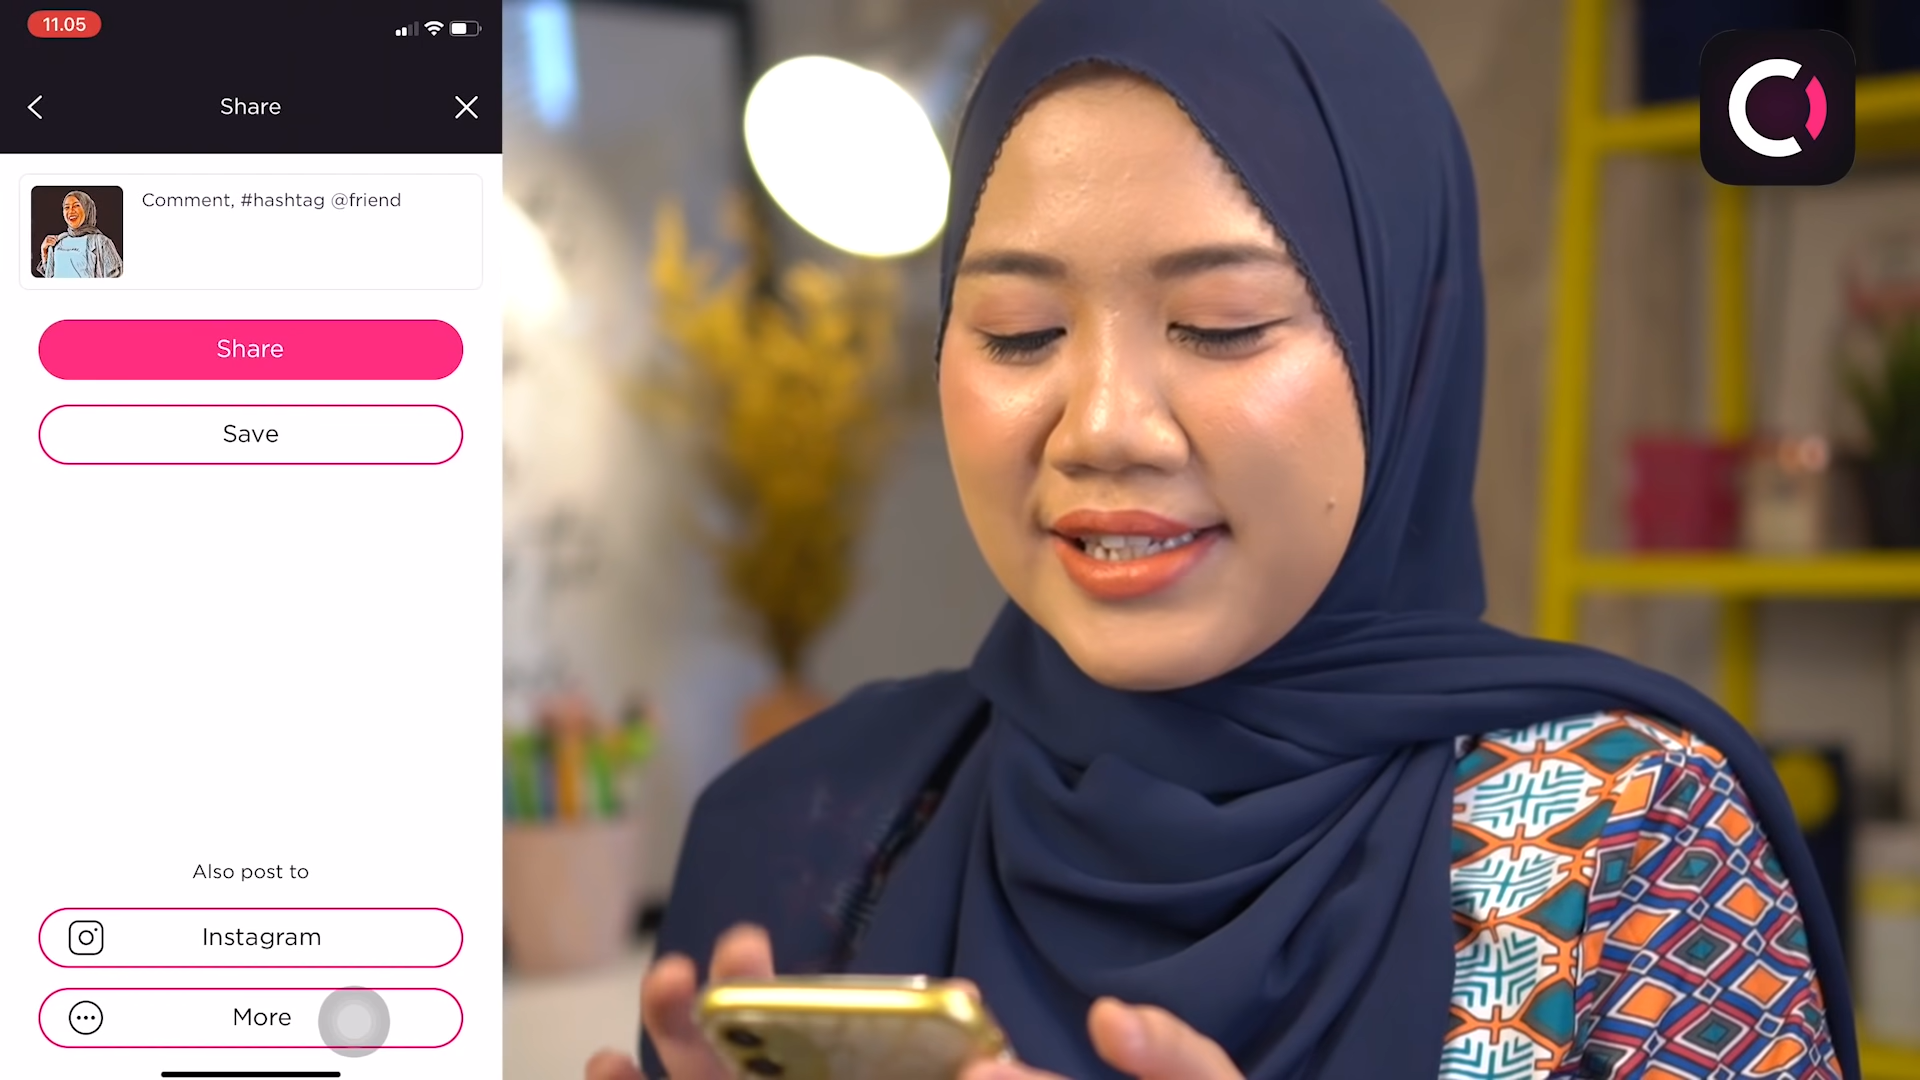 11.05
Share
Comment, #hashtag @friend
Share
Save
Also post to
Instagram
More